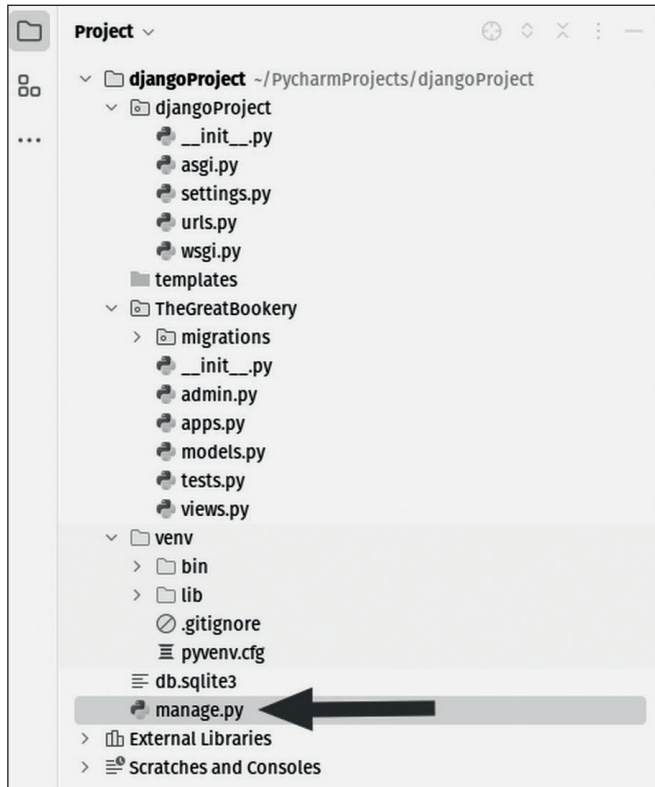 Project
djangoProject ~/PycharmProjects/djangoProject
djangoProject
__init__.py
asgi.py
settings.py
urls.py
wsgi.py
templates
TheGreatBookery
migrations
__init__.py
admin.py
apps.py
models.py
tests.py
views.py
venv
bin
lib
.gitignore
pyvenv.cfg
db.sqlite3
manage.py
External Libraries
Scratches and Consoles